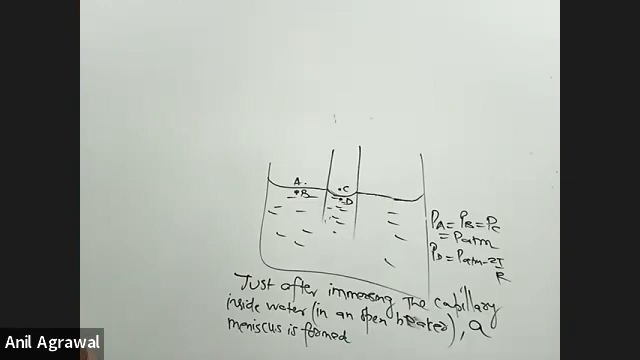 A
B
C
D
PA = PB = PC
= Patm
PD = Patm - 2T/R
Just after immersing the capillary
inside water (in an open beaker), a
meniscus is formed
Anil Agrawal